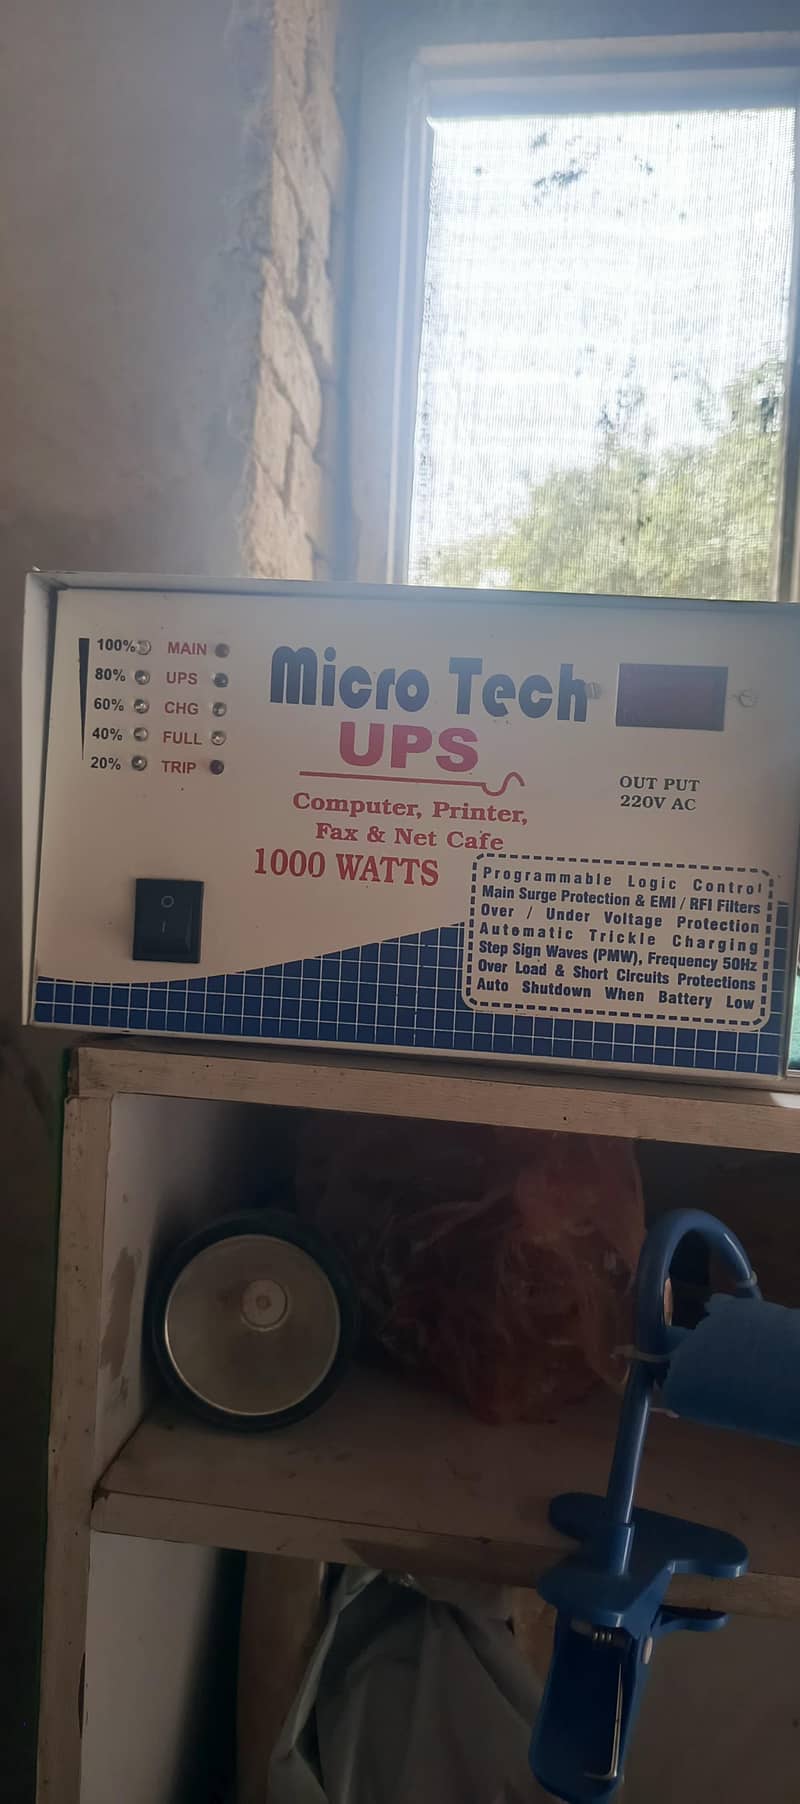 100% MAIN
80% UPS
60% CHG
40% FULL
20% TRIP
Micro Tech
UPS
Computer, Printer,
Fax & Net Cafe
1000 WATTS
OUT PUT
220V AC
Programmable Logic Control
Main Surge Protection & EMI / RFI Filters
Over / Under Voltage Protection
Automatic Trickle Charging
Step Sign Waves (PMW), Frequency 50Hz
Over Load & Short Circuits Protections
Auto Shutdown When Battery Low